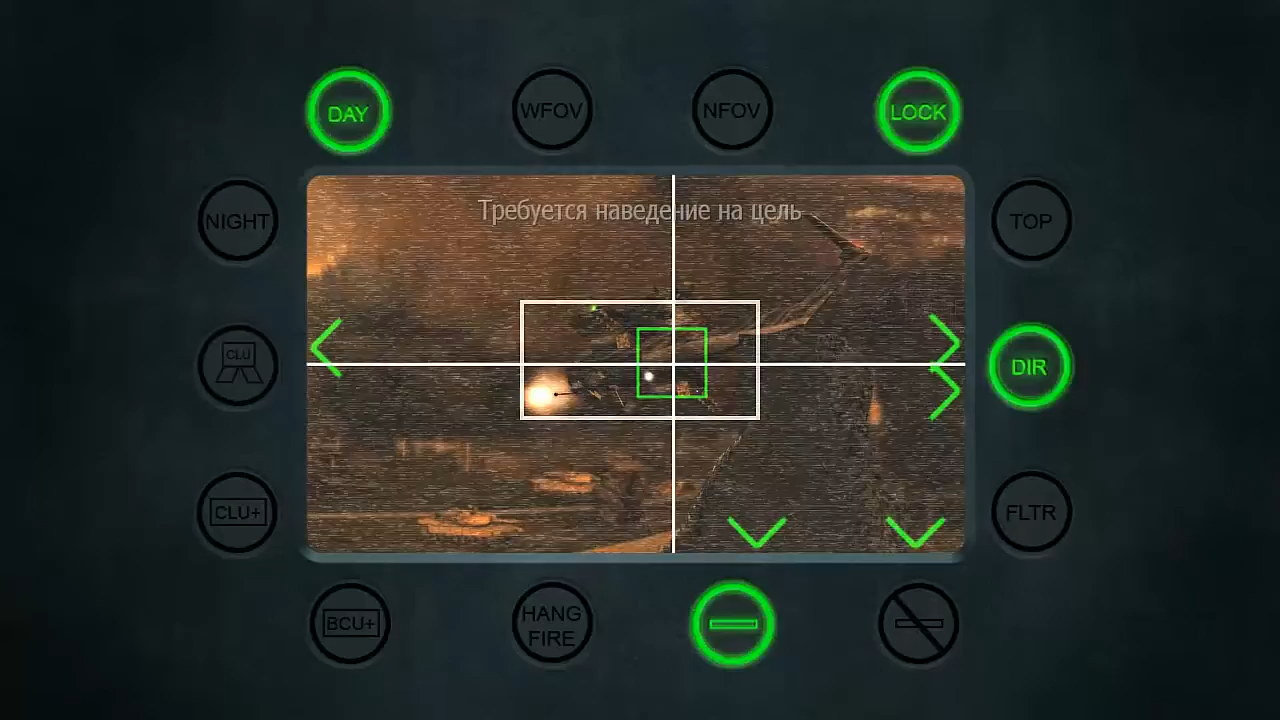 DAY
WFOV
NFOV
LOCK
NIGHT
Требуется наведение на цель
TOP
CLU
DIR
CLU+
FLTR
BCU+
HANG
FIRE